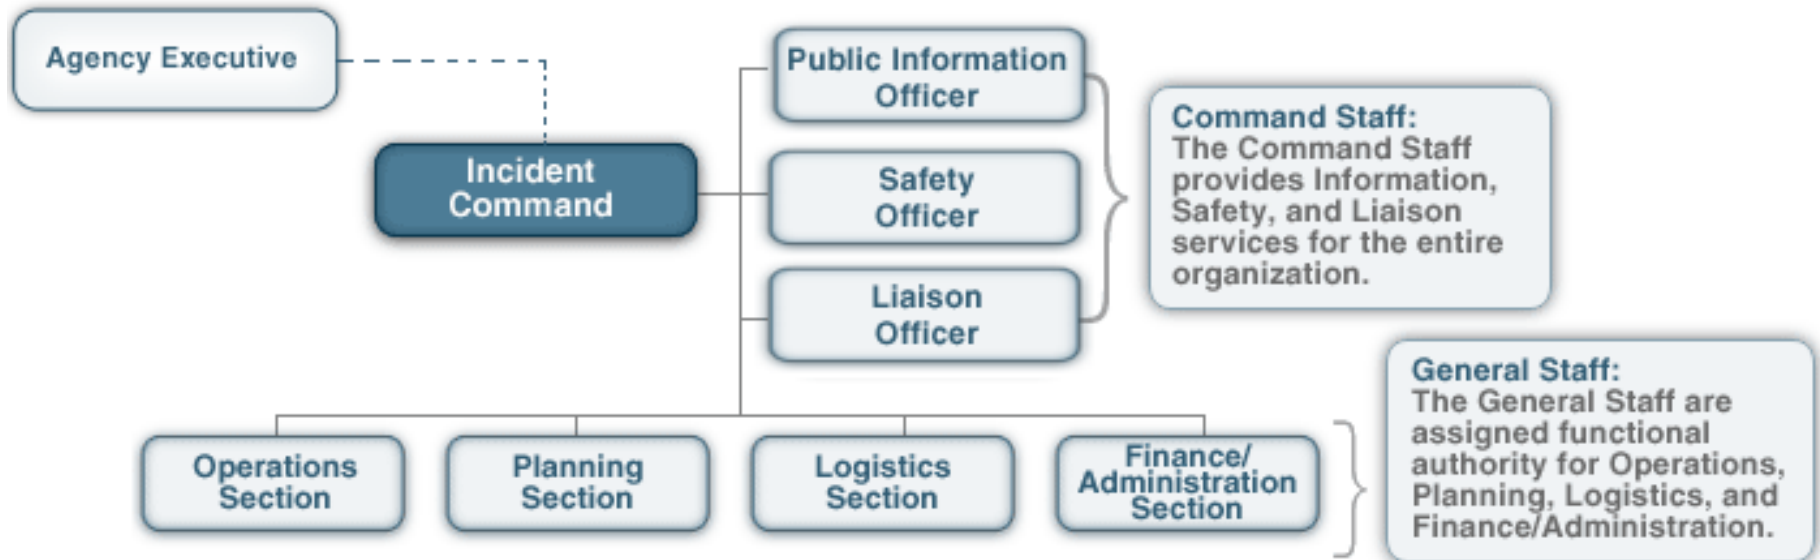 Agency Executive
Incident
Command
Public Information
Officer
Safety
Officer
Liaison
Officer
Command Staff:
The Command Staff
provides Information,
Safety, and Liaison
services for the entire
organization.
Operations
Section
Planning
Section
Logistics
Section
Finance/
Administration
Section
General Staff:
The General Staff are
assigned functional
authority for Operations,
Planning, Logistics, and
Finance/Administration.